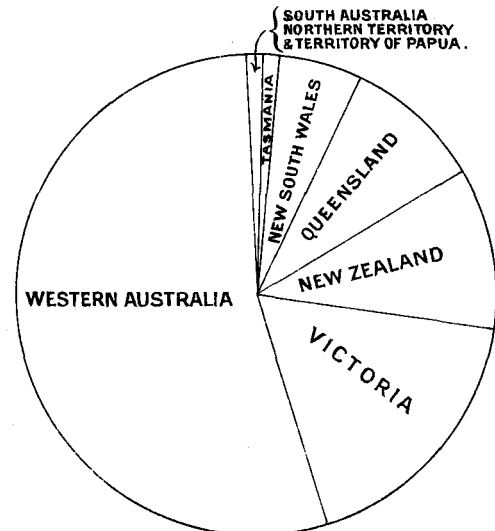 SOUTH AUSTRALIA
NORTHERN TERRITORY
& TERRITORY OF PAPUA.
TASMANIA
NEW SOUTH WALES
QUEENSLAND
NEW ZEALAND
VICTORIA
WESTERN AUSTRALIA